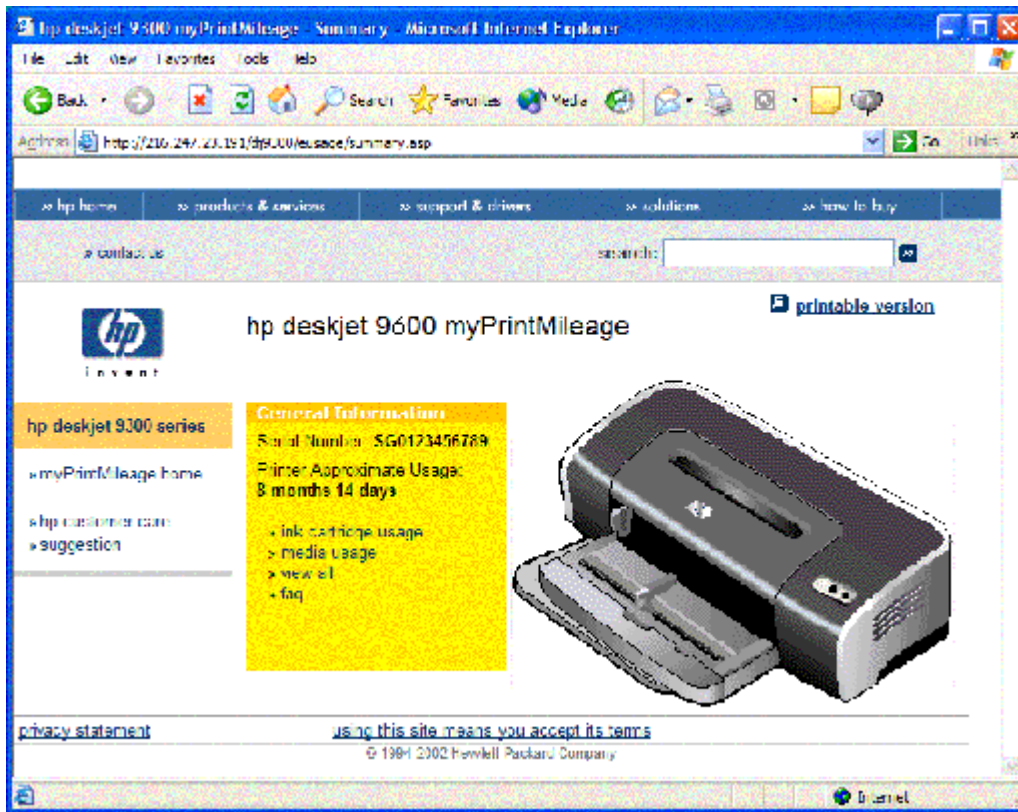 hp deskjet 9300 myPrintMileage - Summary - Microsoft Internet Explorer
File Edit View Favorites Tools Help
Back Search Favorites Media
Address Go Links »
» hp home » products & services » support & drivers » solutions » how to buy
» contact us search: »
printable version
hp
invent
hp deskjet 9600 myPrintMileage
hp deskjet 9300 series
» myPrintMileage home
» hp customer care
» suggestion
General Information
Serial Number: SG0123456789
Printer Approximate Usage:
8 months 14 days
» ink cartridge usage
» media usage
» view all
» faq
privacy statement using this site means you accept its terms
© 1994-2002 Hewlett Packard Company
Internet